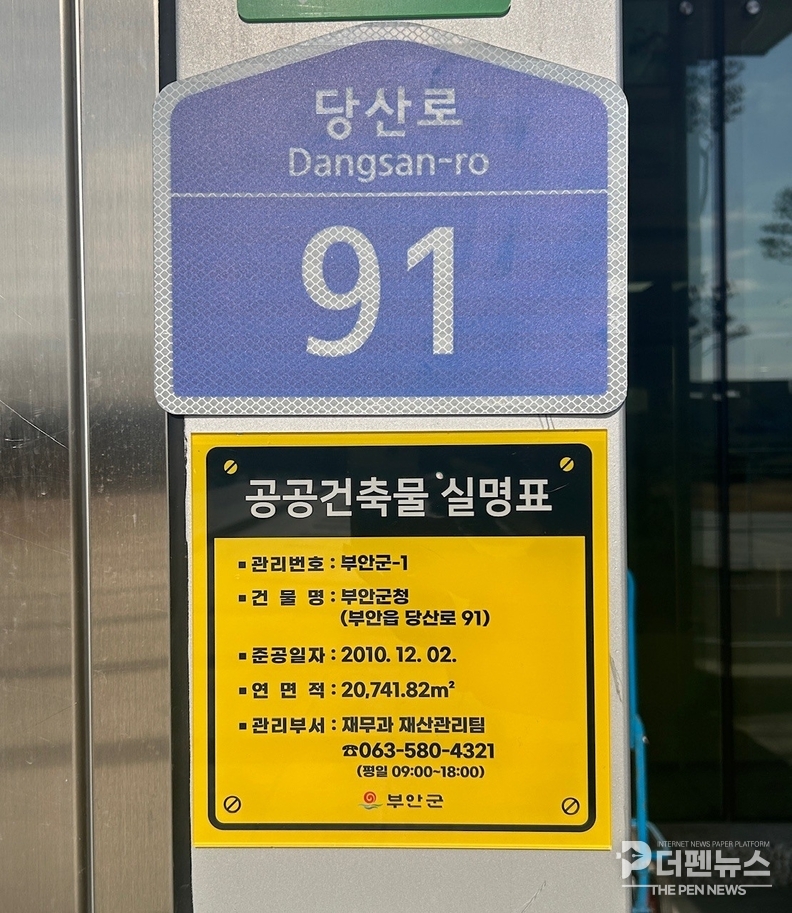 당산로
Dangsan-ro
91
공공건축물 실명표
▪ 관리번호 : 부안군-1
▪ 건 물 명 : 부안군청
(부안읍 당산로 91)
▪ 준공일자 : 2010. 12. 02.
▪ 연 면 적 : 20,741.82m²
▪ 관리부서 : 재무과 재산관리팀
☎063-580-4321
(평일 09:00~18:00)
부안군
INTERNET NEWS PAPER PLATFORM
더펜뉴스
THE PEN NEWS